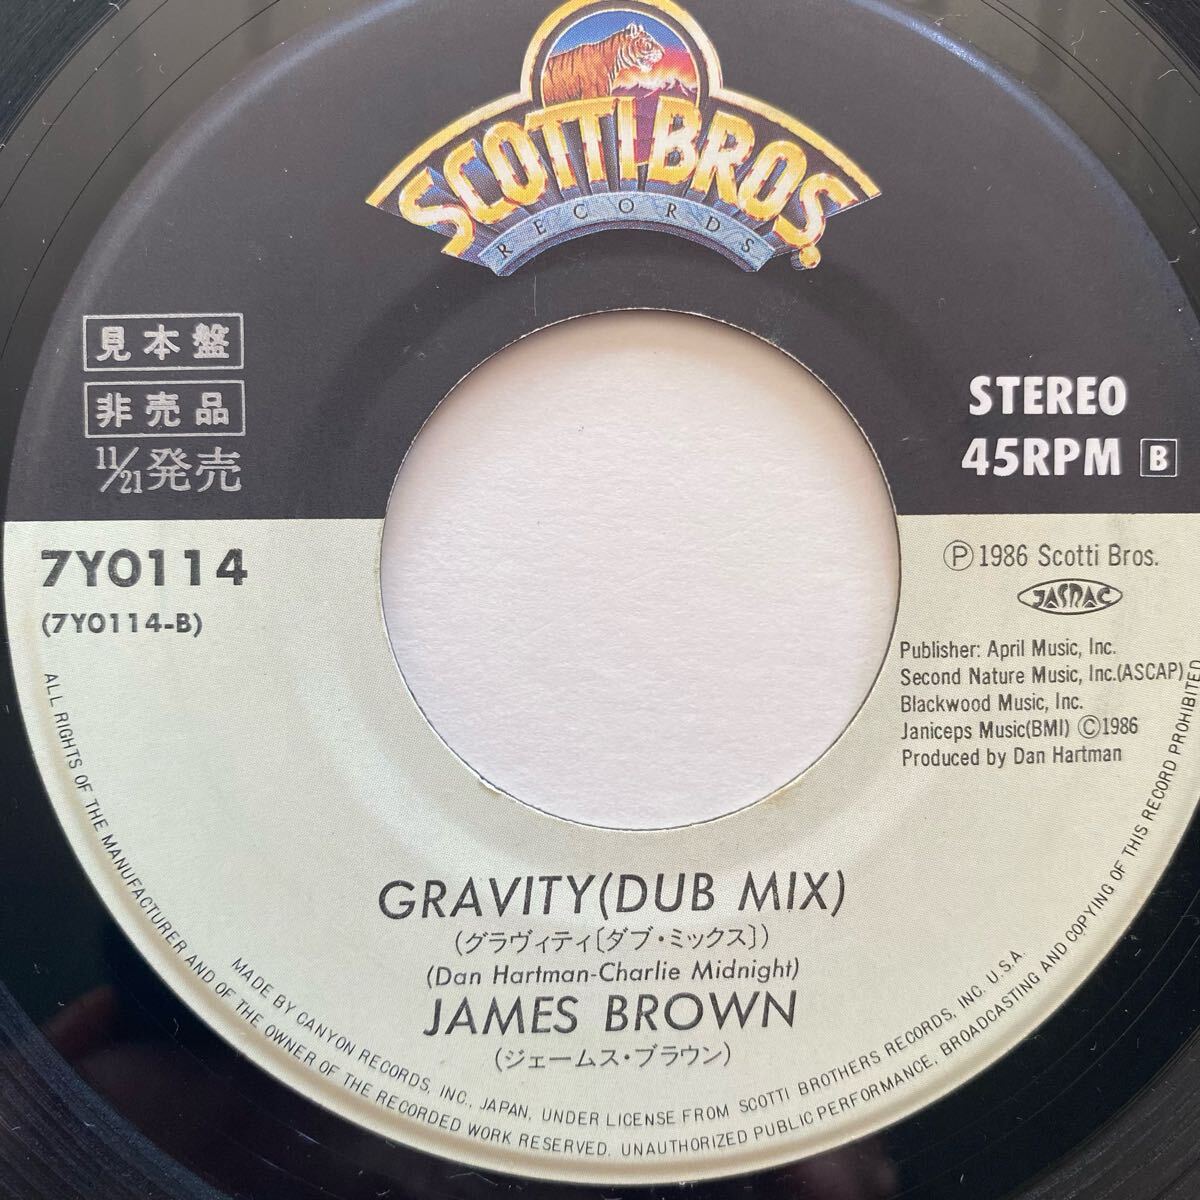 SCOTTI BROS.
RECORDS
見本盤
非売品
11/21発売
STEREO
45RPM B
7Y0114
(7Y0114-B)
Ⓟ1986 Scotti Bros.
JASRAC
Publisher: April Music, Inc.
Second Nature Music, Inc.(ASCAP)
Blackwood Music, Inc.
Janiceps Music(BMI) Ⓒ1986
Produced by Dan Hartman
GRAVITY(DUB MIX)
(グラヴィティ〔ダブ・ミックス〕)
(Dan Hartman-Charlie Midnight)
JAMES BROWN
(ジェームス・ブラウン)
MADE BY CANYON RECORDS, INC., JAPAN, UNDER LICENSE FROM SCOTTI BROTHERS RECORDS, INC. U.S.A.
ALL RIGHTS OF THE MANUFACTURER AND OF THE OWNER OF THE RECORDED WORK RESERVED. UNAUTHORIZED PUBLIC PERFORMANCE, BROADCASTING AND COPYING OF THIS RECORD PROHIBITED